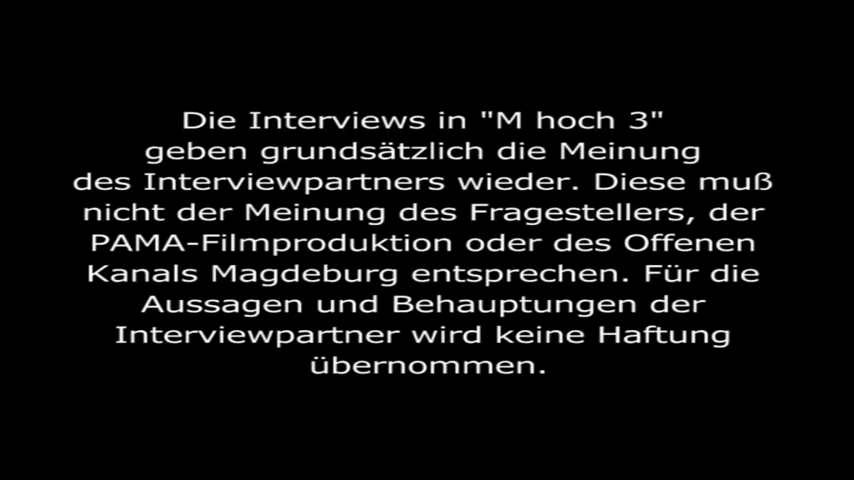 Die Interviews in "M hoch 3"
geben grundsätzlich die Meinung
des Interviewpartners wieder. Diese muß
nicht der Meinung des Fragestellers, der
PAMA-Filmproduktion oder des Offenen
Kanals Magdeburg entsprechen. Für die
Aussagen und Behauptungen der
Interviewpartner wird keine Haftung
übernommen.